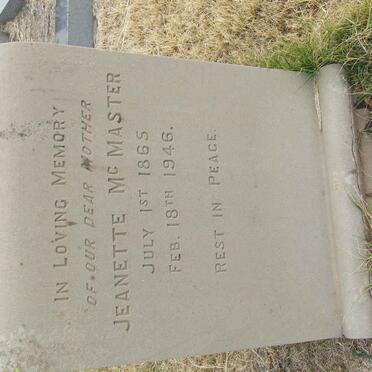 IN LOVING MEMORY
OF OUR DEAR MOTHER
JEANETTE MC MASTER
JULY 1ST 1865
FEB. 18TH 1946.
REST IN PEACE.